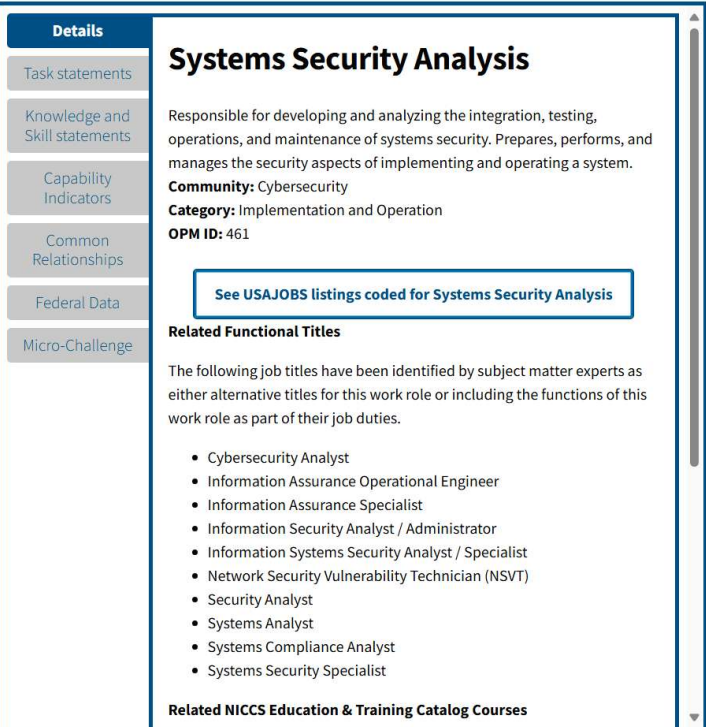 Details
Task statements
Knowledge and
Skill statements
Capability
Indicators
Common
Relationships
Federal Data
Micro-Challenge
Systems Security Analysis
Responsible for developing and analyzing the integration, testing,
operations, and maintenance of systems security. Prepares, performs, and
manages the security aspects of implementing and operating a system.
Community: Cybersecurity
Category: Implementation and Operation
OPM ID: 461
See USAJOBS listings coded for Systems Security Analysis
Related Functional Titles
The following job titles have been identified by subject matter experts as
either alternative titles for this work role or including the functions of this
work role as part of their job duties.
• Cybersecurity Analyst
• Information Assurance Operational Engineer
• Information Assurance Specialist
• Information Security Analyst / Administrator
• Information Systems Security Analyst / Specialist
• Network Security Vulnerability Technician (NSVT)
• Security Analyst
• Systems Analyst
• Systems Compliance Analyst
• Systems Security Specialist
Related NICCS Education & Training Catalog Courses